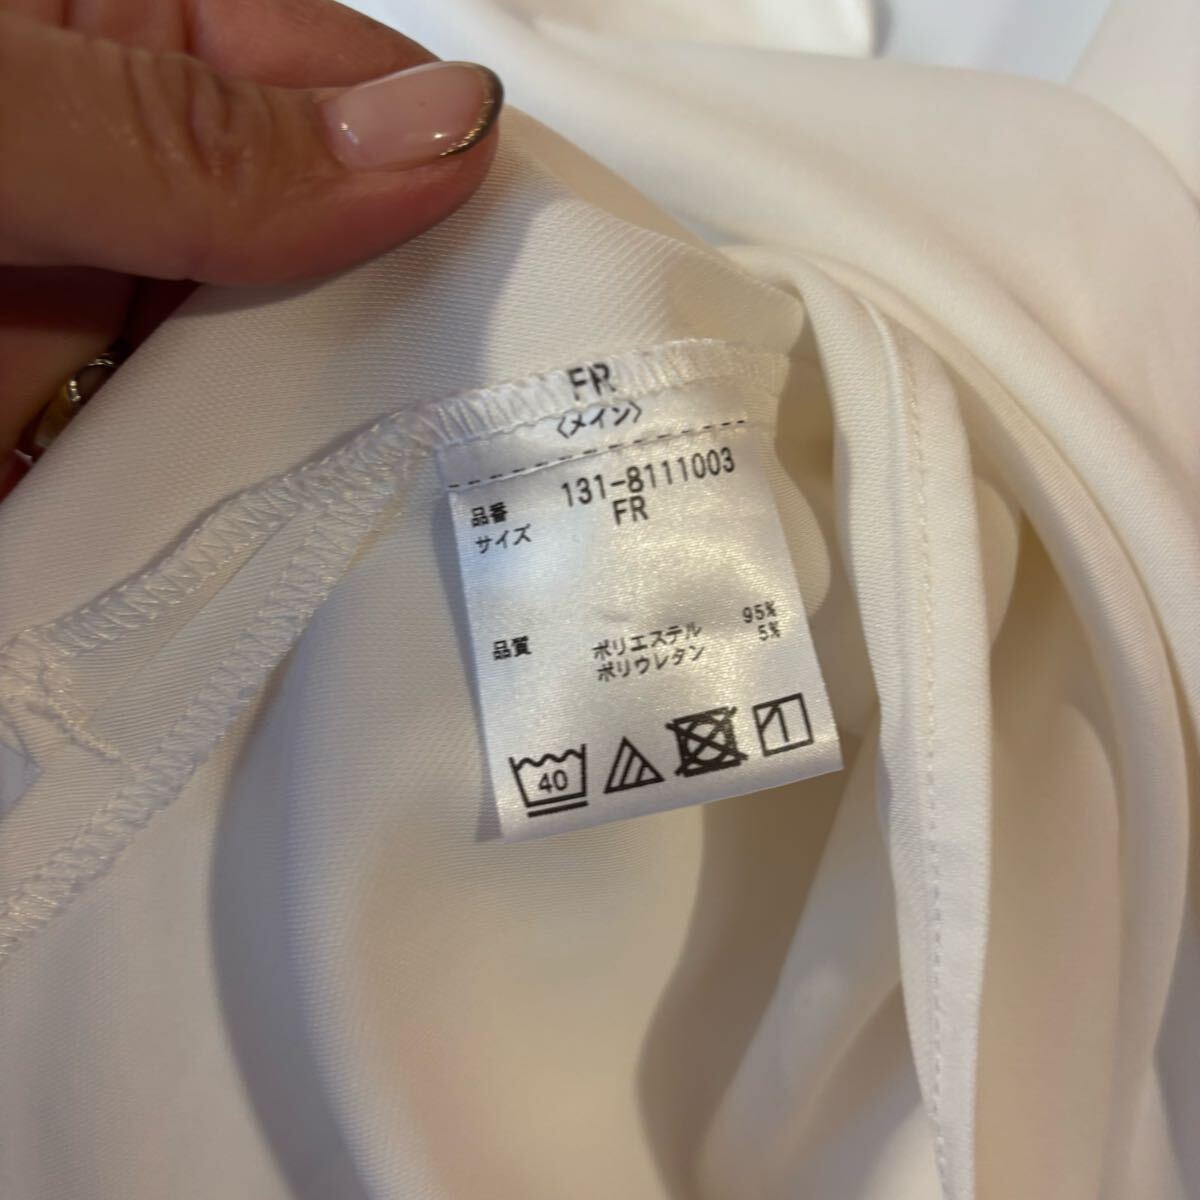 FR
〈メイン〉
品番 131-8111003
サイズ FR
品質 ポリエステル 95%
ポリウレタン 5%
40